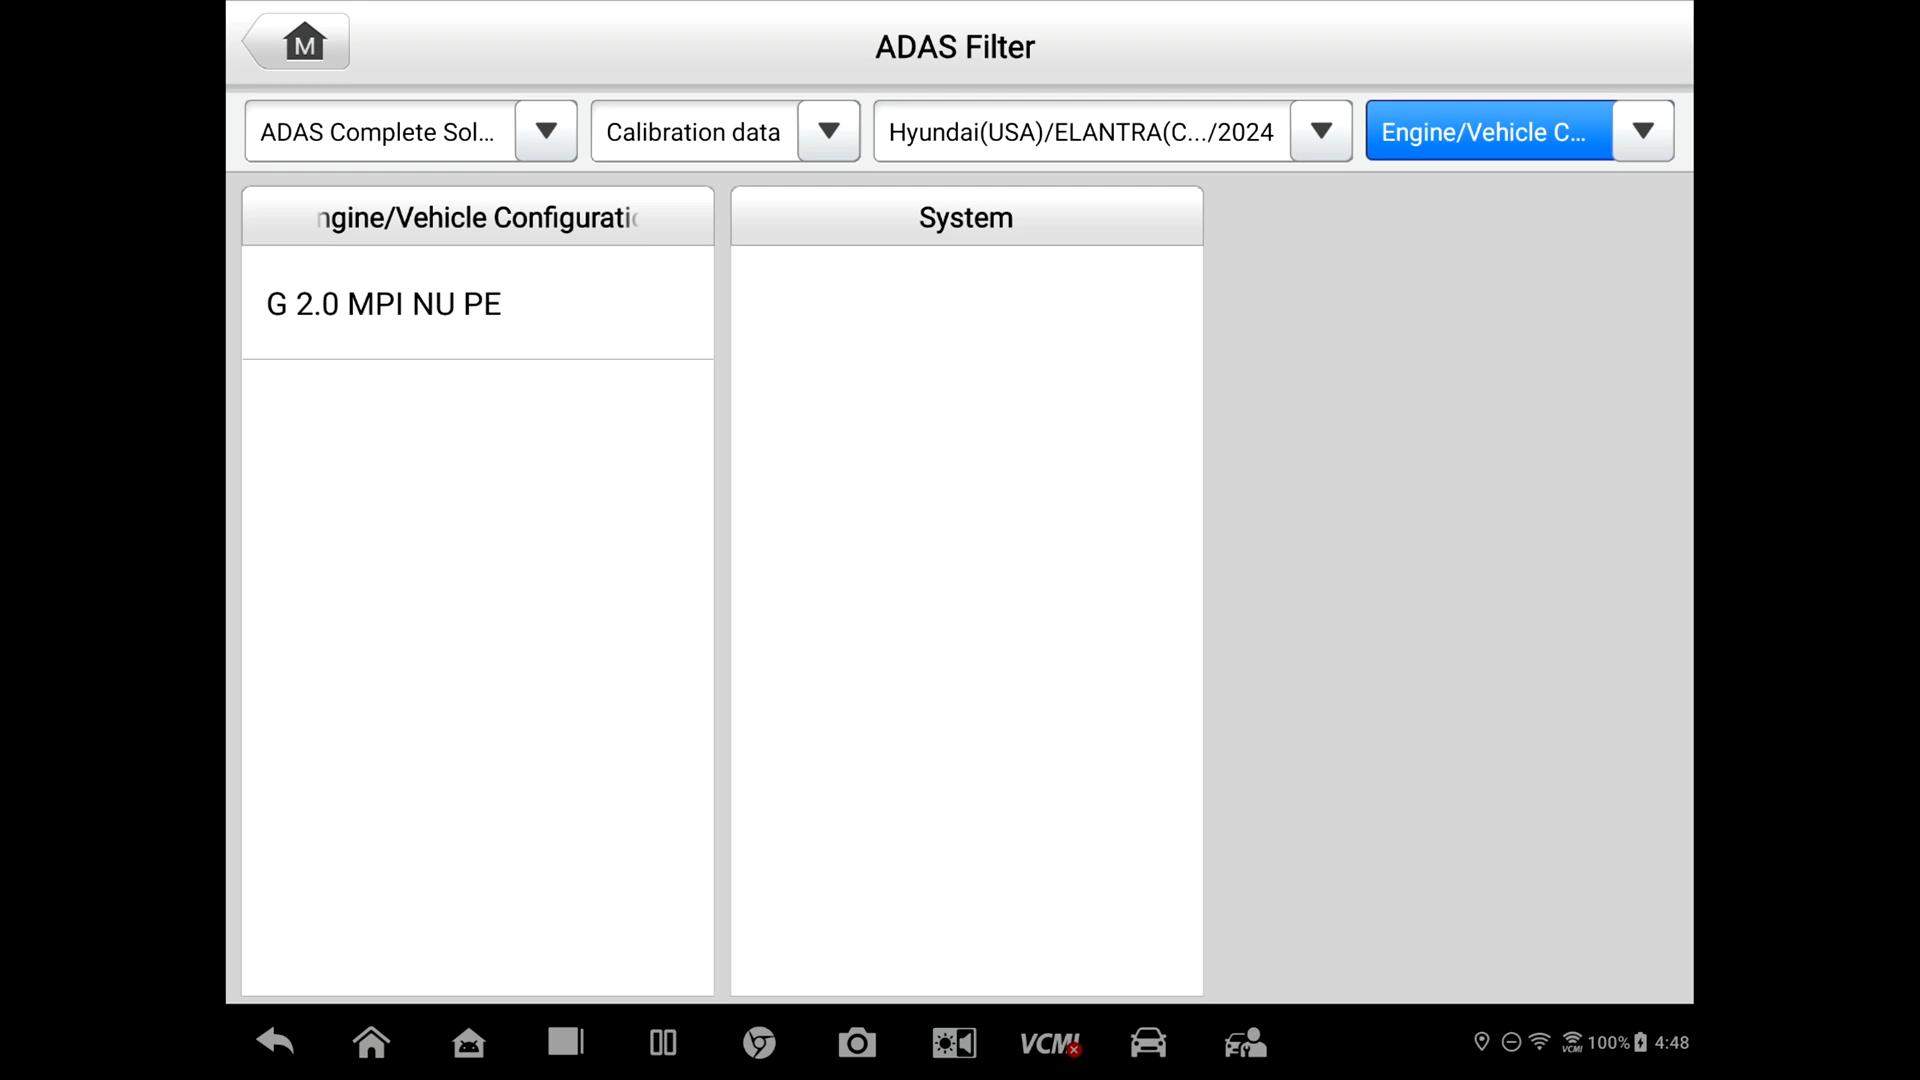 M
ADAS Filter
ADAS Complete Sol...
Calibration data
Hyundai(USA)/ELANTRA(C.../2024
Engine/Vehicle C...
ngine/Vehicle Configurati
System
G 2.0 MPI NU PE
VCMI
VCMI
100%
4:48